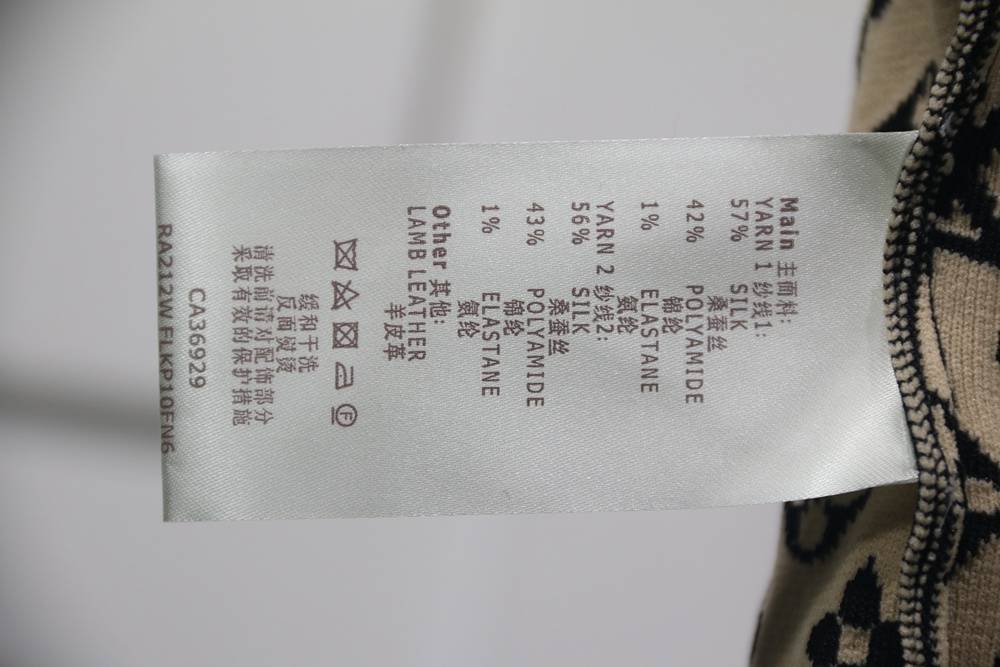 Main 主面料:
YARN 1 纱线1:
57% SILK
桑蚕丝
42% POLYAMIDE
锦纶
1% ELASTANE
氨纶
YARN 2 纱线2:
56% SILK
桑蚕丝
43% POLYAMIDE
锦纶
1% ELASTANE
氨纶
Other 其他:
LAMB LEATHER
羊皮革
缓和干洗
反面熨烫
请洗前请对配饰部分
采取有效的保护措施
CA36929
RA212W FJ KP10EN6